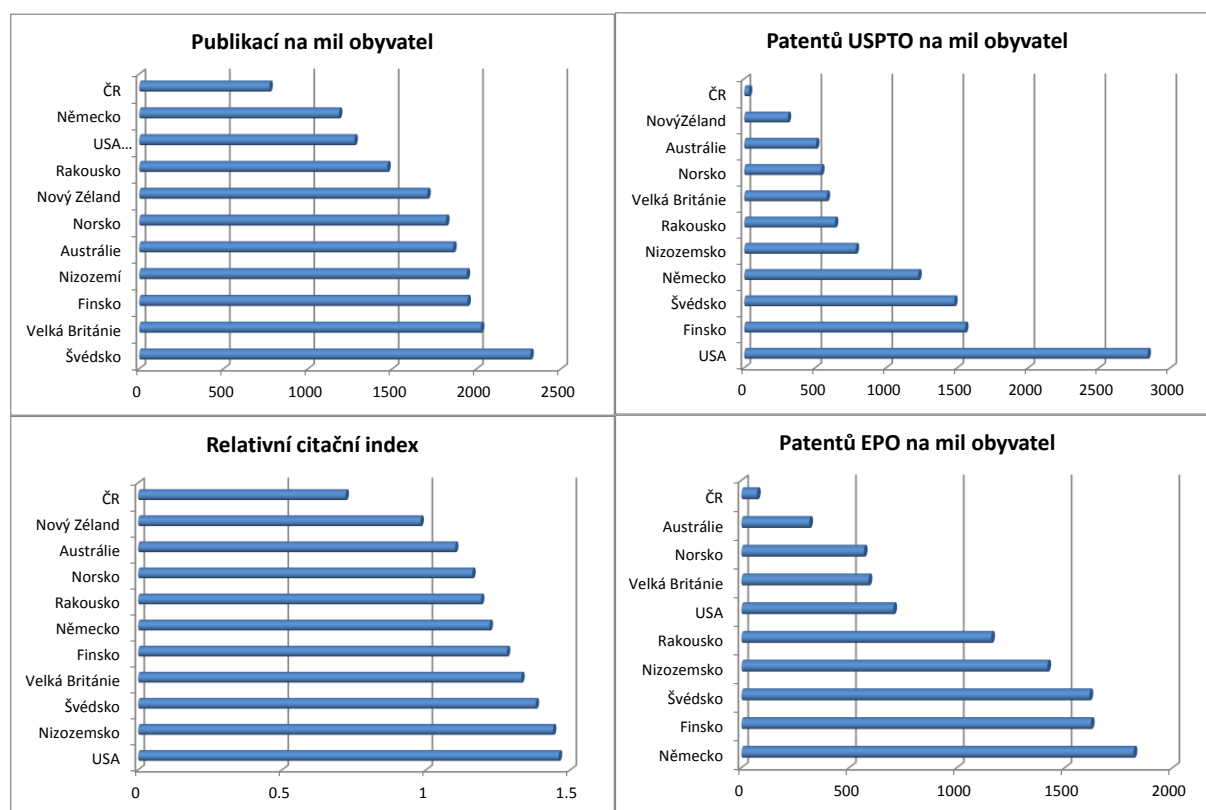 Publikací na mil obyvatel
ČR
Německo
USA...
Rakousko
Nový Zéland
Norsko
Austrálie
Nizozemí
Finsko
Velká Británie
Švédsko
0 500 1000 1500 2000 2500
Patentů USPTO na mil obyvatel
ČR
NovýZéland
Austrálie
Norsko
Velká Británie
Rakousko
Nizozemsko
Německo
Švédsko
Finsko
USA
0 500 1000 1500 2000 2500 3000
Relativní citační index
ČR
Nový Zéland
Austrálie
Norsko
Rakousko
Německo
Finsko
Velká Británie
Švédsko
Nizozemsko
USA
0 0.5 1 1.5
Patentů EPO na mil obyvatel
ČR
Austrálie
Norsko
Velká Británie
USA
Rakousko
Nizozemsko
Švédsko
Finsko
Německo
0 500 1000 1500 2000